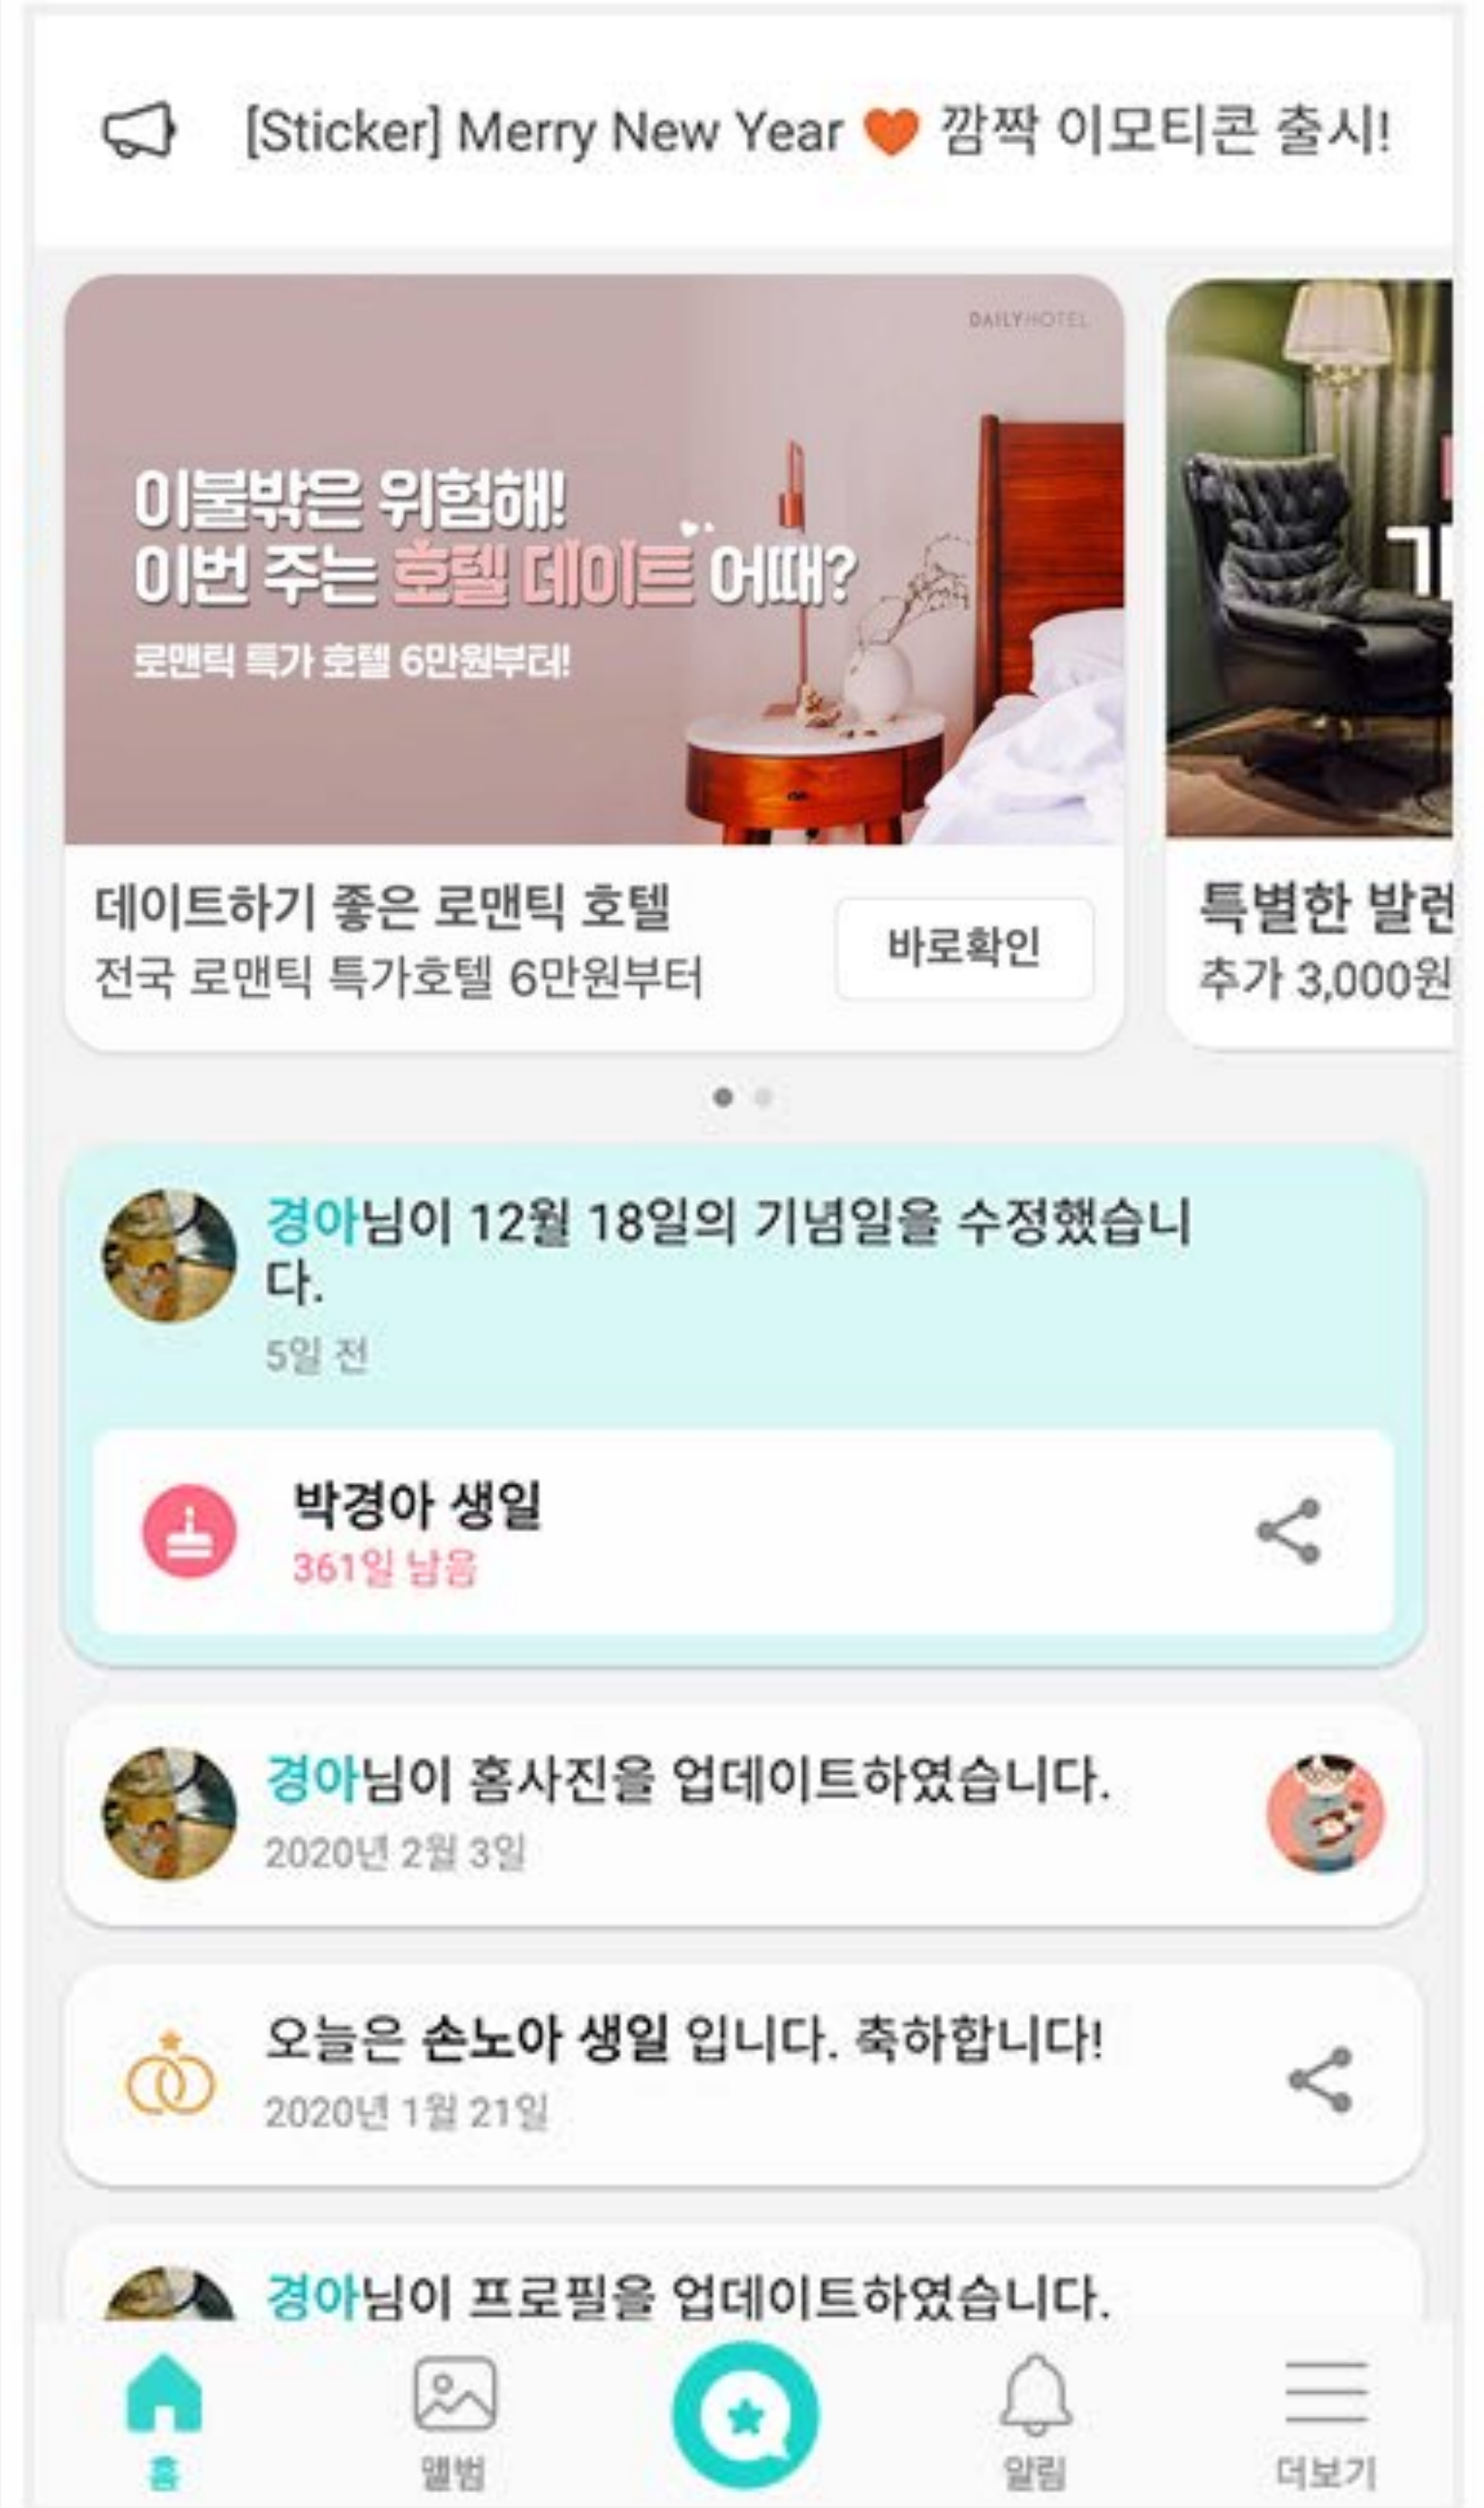 [Sticker] Merry New Year 🧡 깜짝 이모티콘 출시!
DAILYHOTEL
이불밖은 위험해!
이번 주는 호텔 데이트 어때?
로맨틱 특가 호텔 6만원부터!
데이트하기 좋은 로맨틱 호텔
전국 로맨틱 특가호텔 6만원부터
바로확인
특별한 발렌
추가 3,000원
경아님이 12월 18일의 기념일을 수정했습니
다.
5일 전
박경아 생일
361일 남음
경아님이 홈사진을 업데이트하였습니다.
2020년 2월 3일
오늘은 손노아 생일 입니다. 축하합니다!
2020년 1월 21일
경아님이 프로필을 업데이트하였습니다.
홈
앨범
알림
더보기